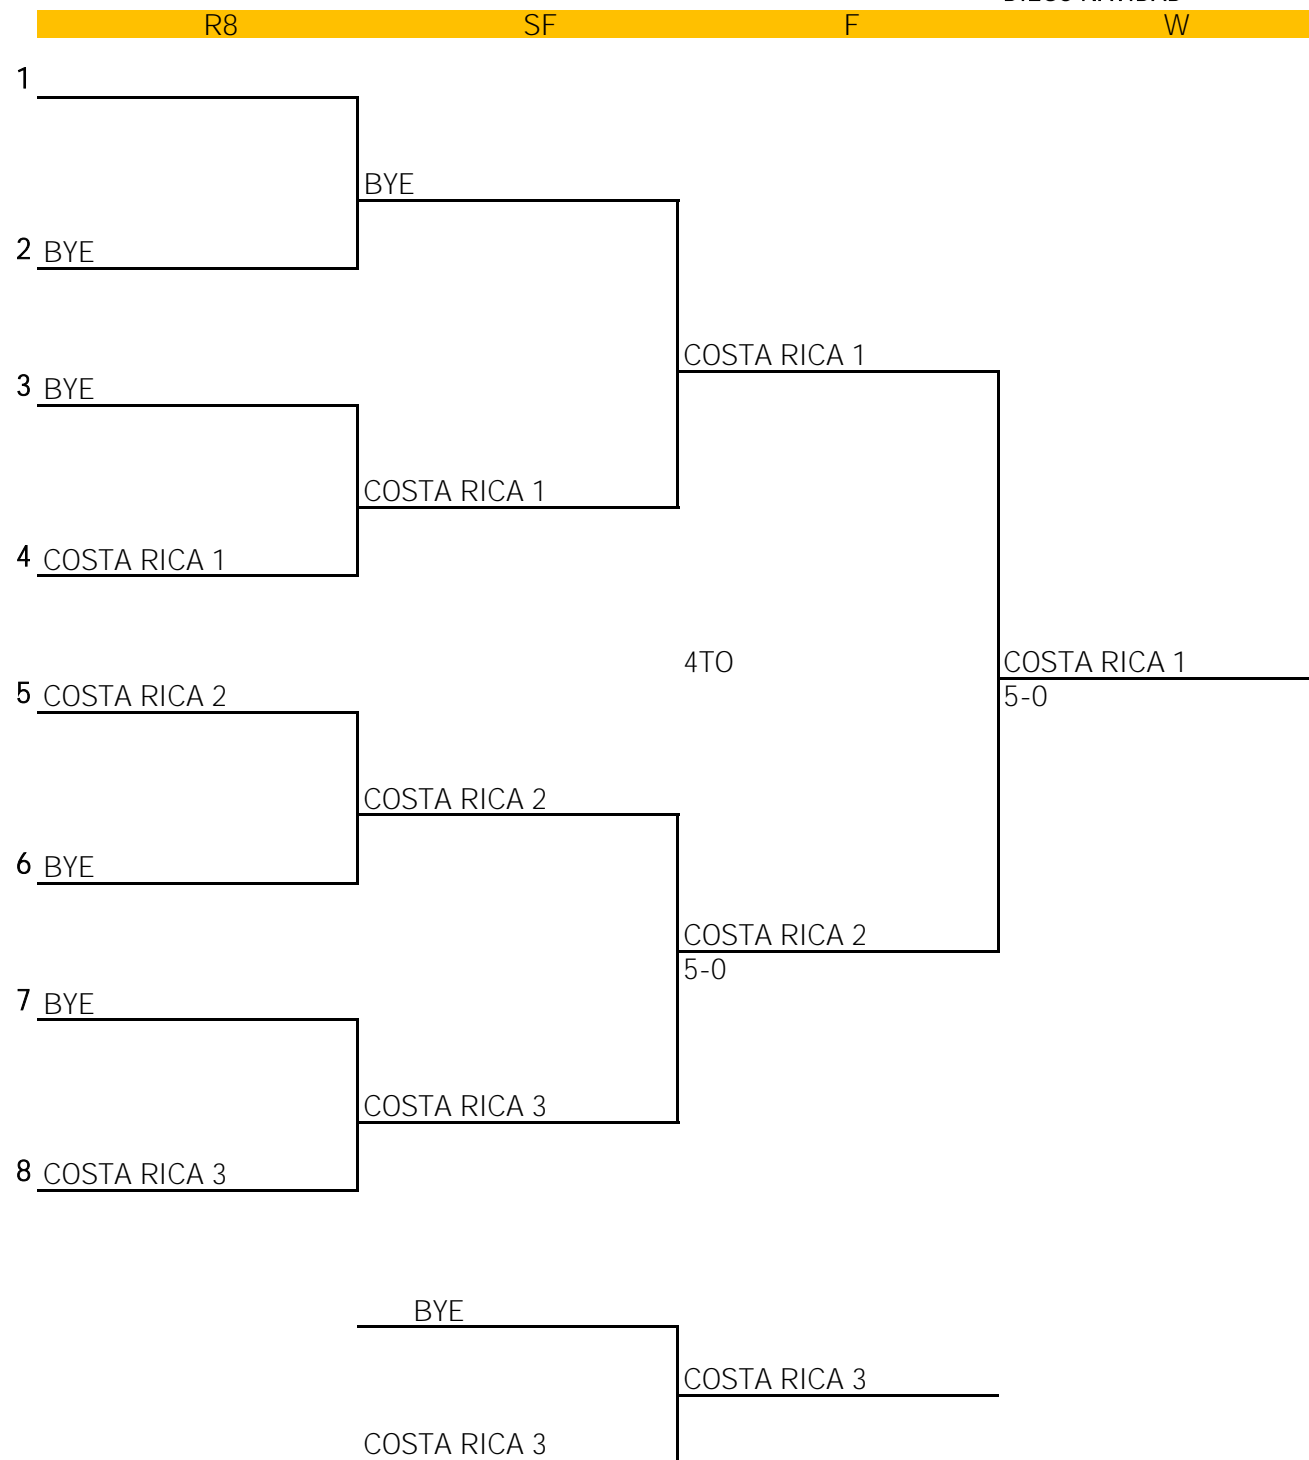 R8 SF F W
1
BYE
2 BYE
COSTA RICA 1
3 BYE
COSTA RICA 1
4 COSTA RICA 1
4TO
COSTA RICA 1
5 COSTA RICA 2
5-0
COSTA RICA 2
6 BYE
COSTA RICA 2
5-0
7 BYE
COSTA RICA 3
8 COSTA RICA 3
BYE
COSTA RICA 3
COSTA RICA 3